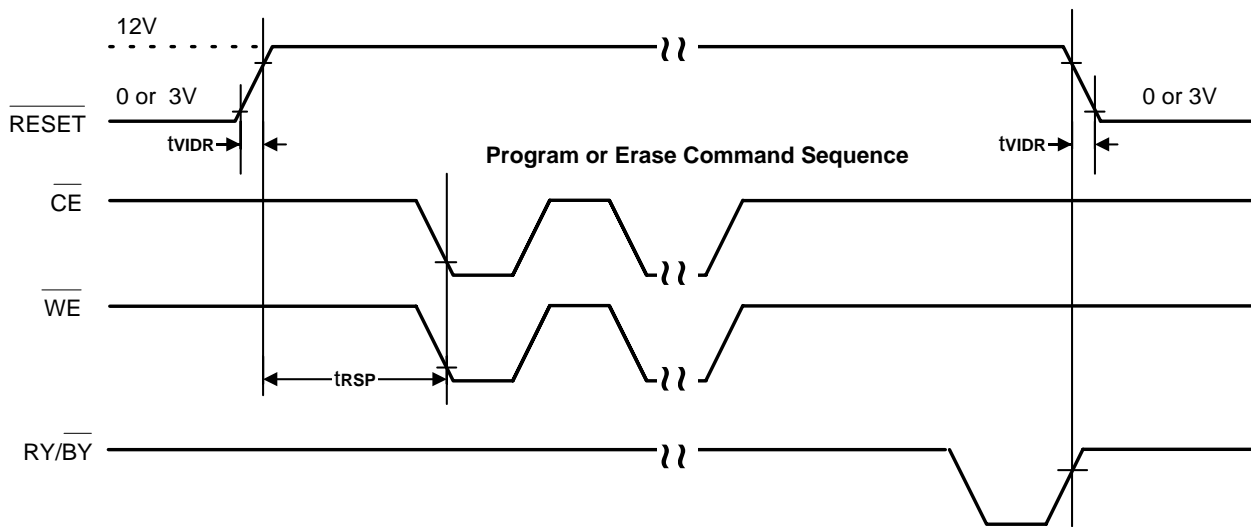 12V
0 or 3V
0 or 3V
RESET
tVIDR
tVIDR
Program or Erase Command Sequence
CE
WE
tRSP
RY/BY